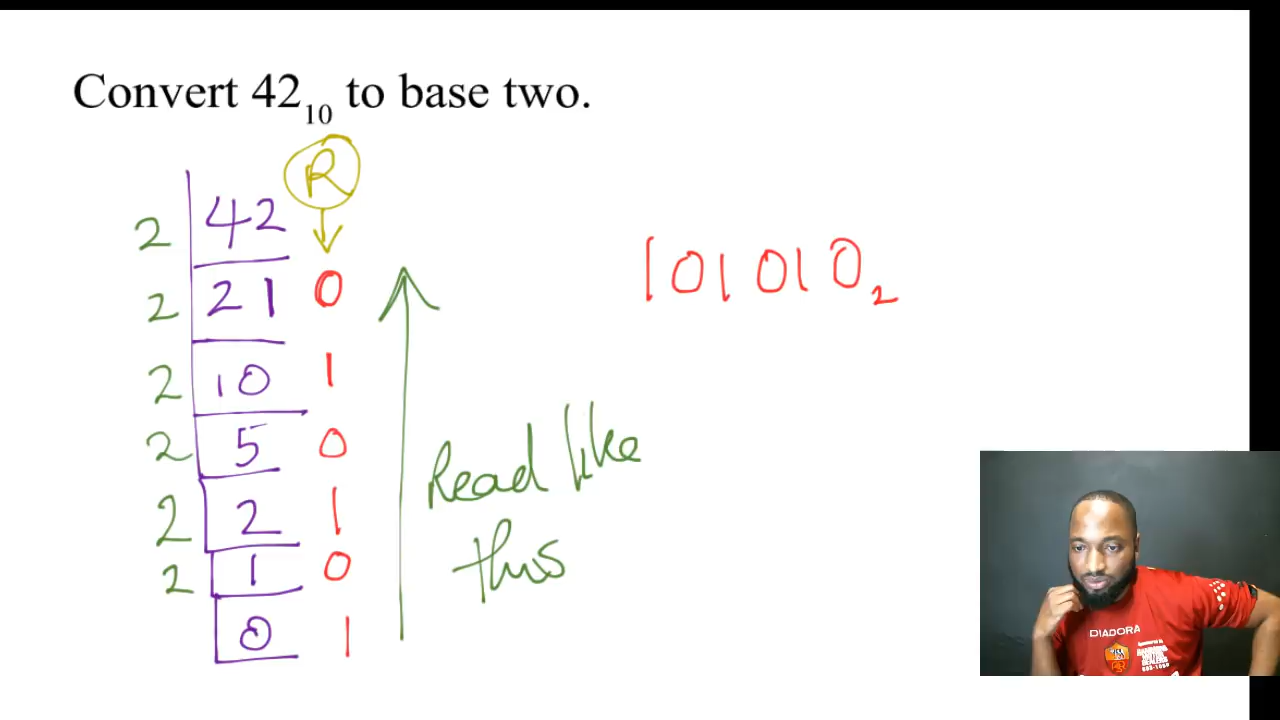 Convert 42₁₀ to base two.
R
2 42
2 21 0
2 10 1
2 5 0
2 2 1
2 1 0
0 1
Read like
this
101010₂
DIADORA